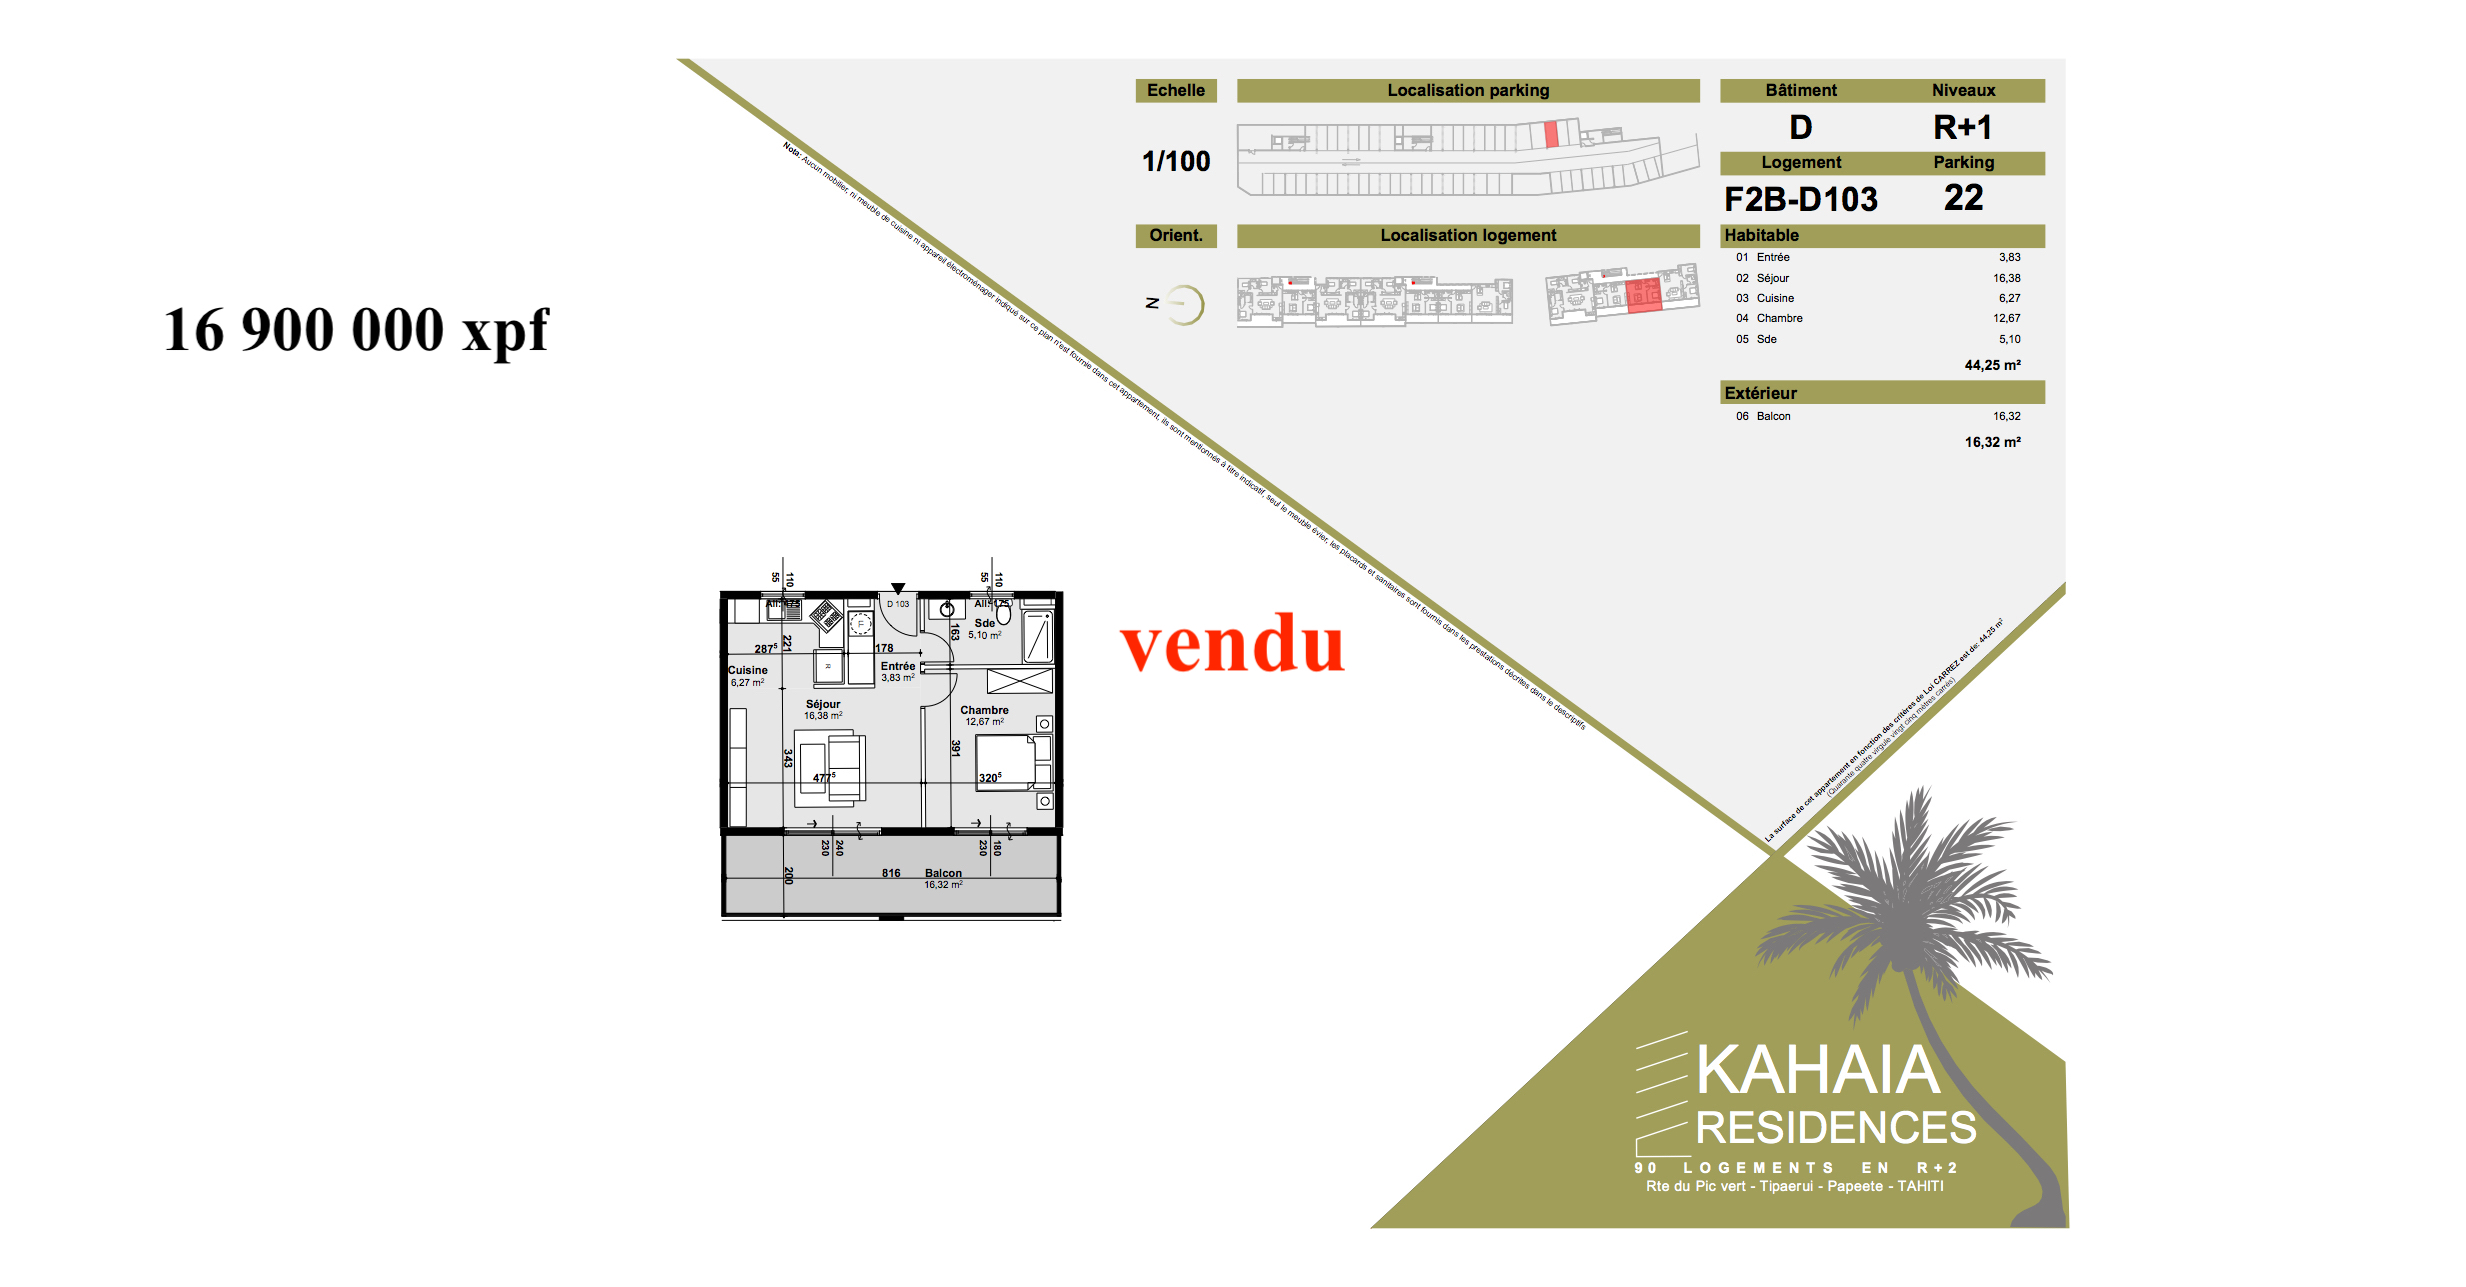 16 900 000 xpf
Echelle
1/100
Localisation parking
Bâtiment Niveaux
D R+1
Logement Parking
F2B-D103 22
Orient.
N
Localisation logement
Habitable
01 Entrée 3,83
02 Séjour 16,38
03 Cuisine 6,27
04 Chambre 12,67
05 Sde 5,10
44,25 m²
Extérieur
06 Balcon 16,32
16,32 m²
Nota: Aucun mobilier, ni meuble de cuisine ni appareil électroménager indiqué sur ce plan n'est fournie dans cet appartement, ils sont mentionnés à titre indicatif, seul le meuble évier, les placards et sanitaires sont fournis dans les prestations décrites dans le descriptifs
vendu
55 110
55 110
All: 175
D 103
All: 175
Sde
5,10 m²
163
221
287⁵
178
Cuisine
6,27 m²
Entrée
3,83 m²
Séjour
16,38 m²
Chambre
12,67 m²
343
391
477⁵
320⁵
230 240
230 180
200
816
Balcon
16,32 m²
La surface de cet appartement en fonction des critères de Loi CARREZ est de: 44,25 m²
(Quarante quatre virgule vingt cinq mètres carrés)
KAHAIA
RESIDENCES
90 LOGEMENTS EN R+2
Rte du Pic vert - Tipaerui - Papeete - TAHITI